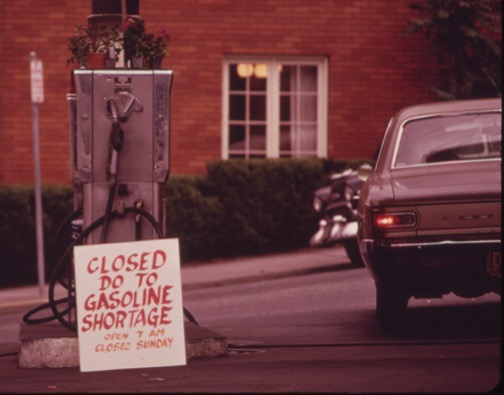 CLOSED
DO TO
GASOLINE
SHORTAGE
OPEN 7 AM
CLOSED SUNDAY